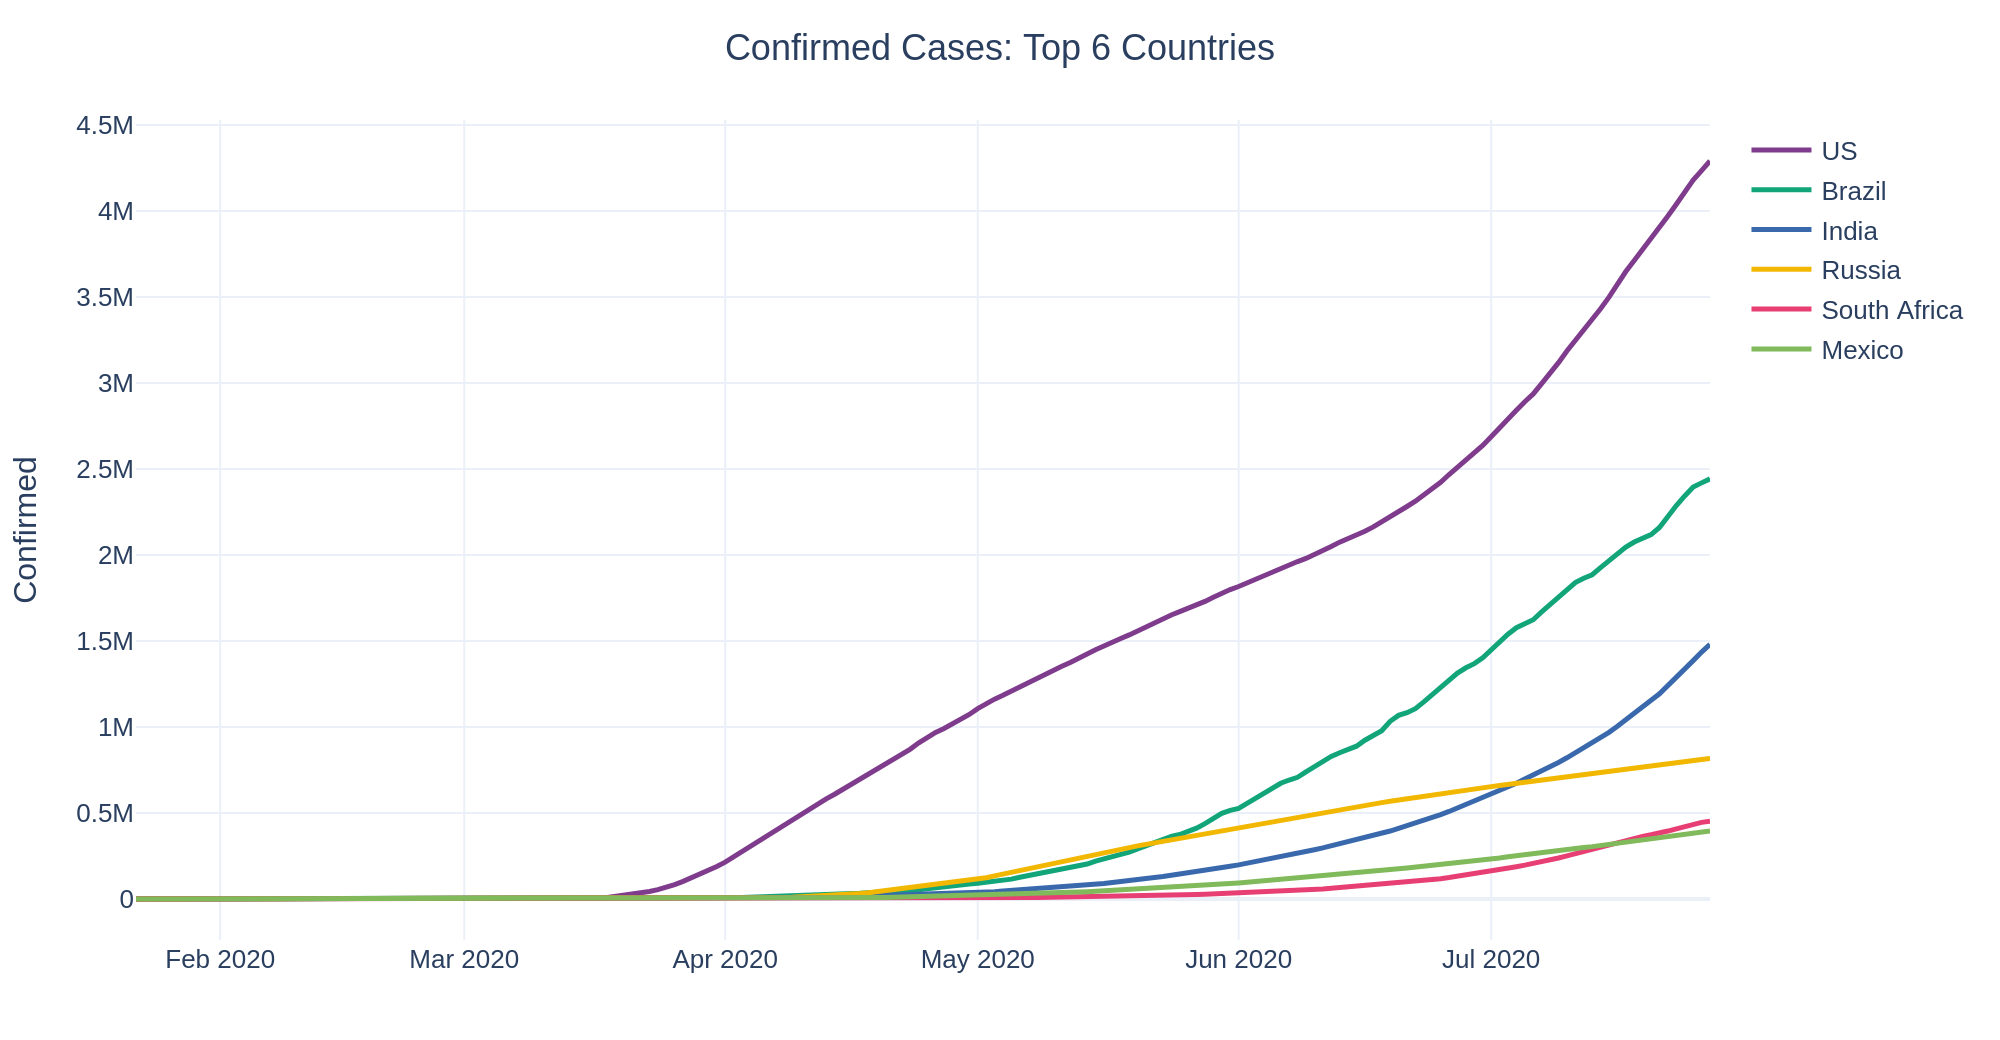 Confirmed Cases: Top 6 Countries
4.5M
4M
3.5M
3M
2.5M
2M
1.5M
1M
0.5M
0
Confirmed
Feb 2020
Mar 2020
Apr 2020
May 2020
Jun 2020
Jul 2020
US
Brazil
India
Russia
South Africa
Mexico